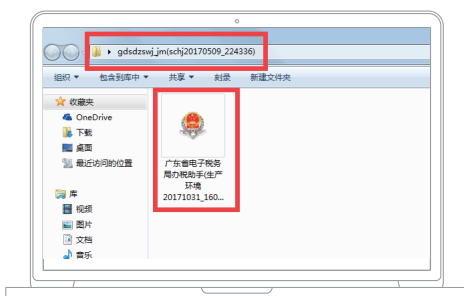 gdsdzswj_jm(schj20170509_224336)
组织 包含到库中 共享 刻录 新建文件夹
收藏夹
OneDrive
下载
桌面
最近访问的位置
广东省电子税务
局办税助手(生产
环境
20171031_160...
库
视频
图片
文档
音乐